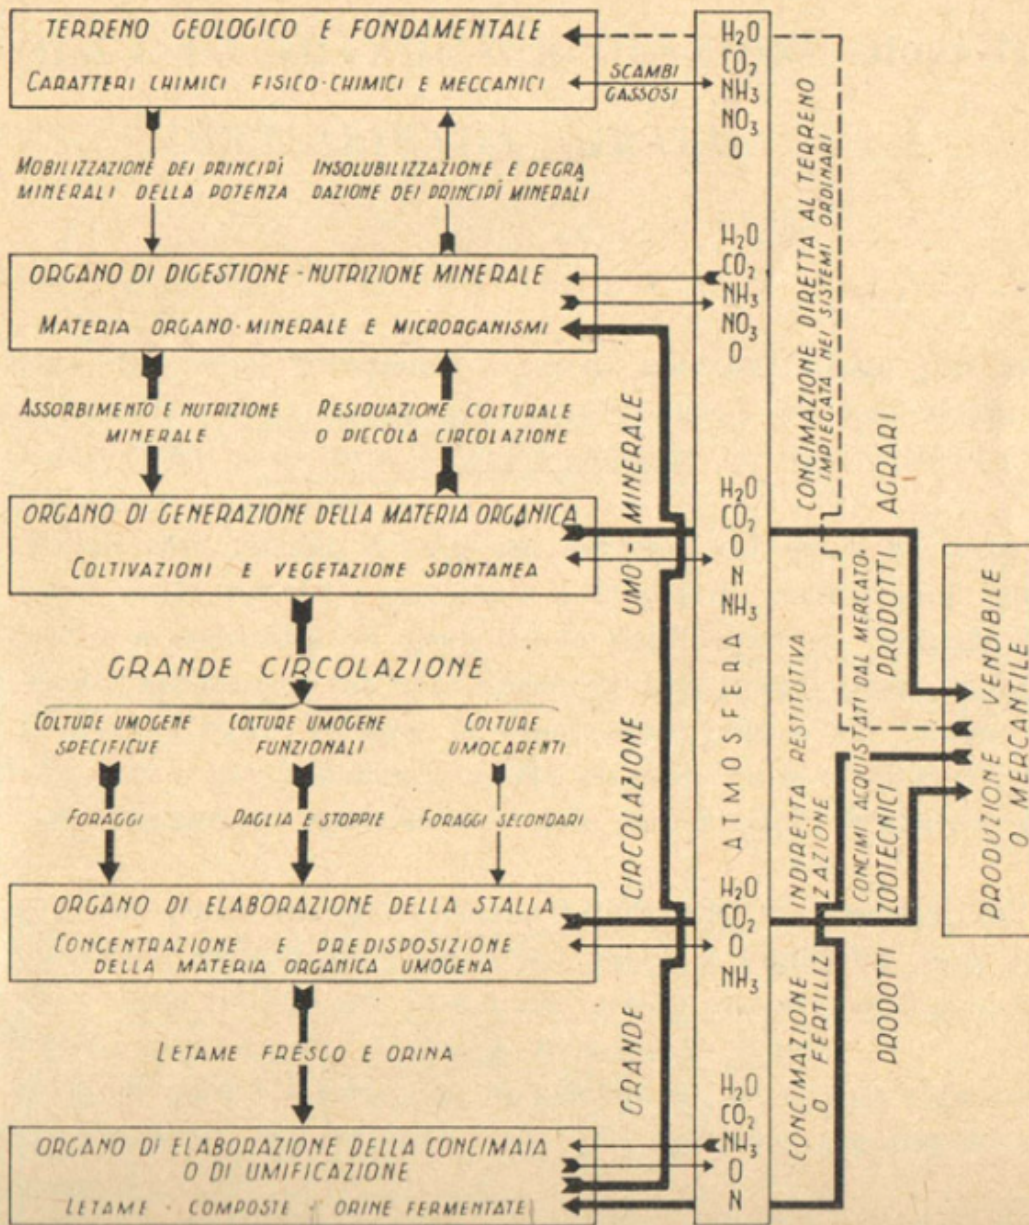 TERRENO GEOLOGICO E FONDAMENTALE
CARATTERI CHIMICI FISICO-CHIMICI E MECCANICI
SCAMBI
GASSOSI
H2O
CO2
NH3
NO3
O
MOBILIZZAZIONE DEI PRINCIPÎ
MINERALI DELLA POTENZA
INSOLUBILIZZAZIONE E DEGRA
DAZIONE DEI PRINCIPÎ MINERALI
ORGANO DI DIGESTIONE-NUTRIZIONE MINERALE
MATERIA ORGANO-MINERALE E MICRORGANISMI
H2O
CO2
NH3
NO3
O
ASSORBIMENTO E NUTRIZIONE
MINERALE
RESIDUAZIONE COLTURALE
O PICCOLA CIRCOLAZIONE
ORGANO DI GENERAZIONE DELLA MATERIA ORGANICA
COLTIVAZIONI E VEGETAZIONE SPONTANEA
H2O
CO2
O
N
NH3
GRANDE CIRCOLAZIONE
COLTURE UMOGENE
SPECIFICHE
COLTURE UMOGENE
FUNZIONALI
COLTURE
UMOCARENTI
FORAGGI
PAGLIA E STOPPIE
FORAGGI SECONDARI
ORGANO DI ELABORAZIONE DELLA STALLA
CONCENTRAZIONE E PREDISPOSIZIONE
DELLA MATERIA ORGANICA UMOGENA
H2O
CO2
O
NH3
LETAME FRESCO E ORINA
ORGANO DI ELABORAZIONE DELLA CONCIMAIA
O DI UMIFICAZIONE
LETAME - COMPOSTE - ORINE FERMENTATE
H2O
CO2
NH3
O
N
GRANDE CIRCOLAZIONE UMO-MINERALE
ATMOSFERA
CONCIMAZIONE DIRETTA AL TERRENO
IMPIEGATA NEI SISTEMI ORDINARI
CONCIMAZIONE INDIRETTA RESTITUTIVA
O FERTILIZZAZIONE
CONCIMI ACQUISTATI DAL MERCATO
PRODOTTI AGRARI
PRODOTTI ZOOTECNICI
PRODUZIONE VENDIBILE
O MERCANTILE